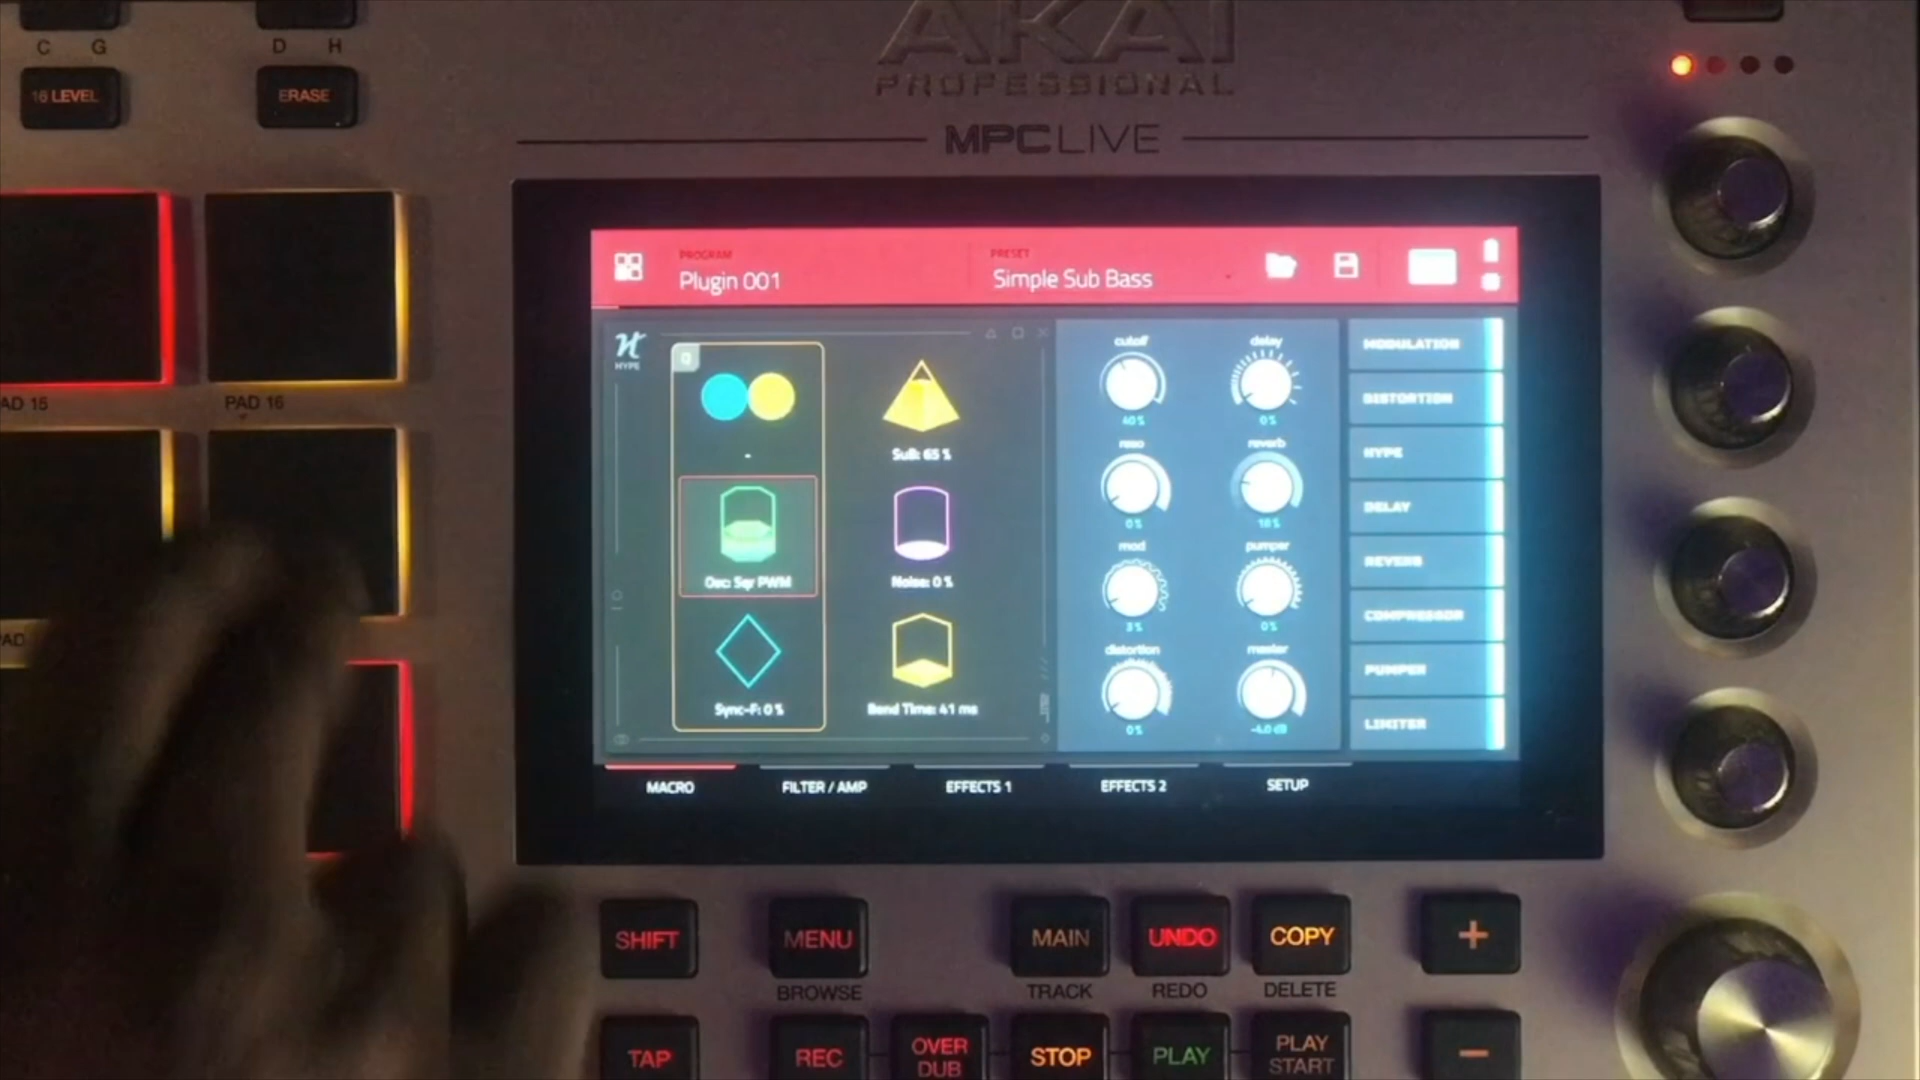 AKAI
PROFESSIONAL
MPC LIVE
C G
D H
16 LEVEL
ERASE
PAD 16
AD 15
PAD
PROGRAM
Plugin 001
PRESET
Simple Sub Bass
HYPE
-
Sub: 65 %
Osc: Sqr PWM
Noise: 0 %
Sync-F: 0 %
Bend Time: 41 ms
cutoff
40 %
delay
0 %
reso
0 %
reverb
18 %
mod
3 %
pumper
0 %
distortion
0 %
master
-4.0 dB
MODULATION
DISTORTION
HYPE
DELAY
REVERB
COMPRESSOR
PUMPER
LIMITER
MACRO
FILTER / AMP
EFFECTS 1
EFFECTS 2
SETUP
SHIFT
MENU
BROWSE
MAIN
TRACK
UNDO
REDO
COPY
DELETE
+
TAP
REC
OVER
DUB
STOP
PLAY
PLAY
START
-